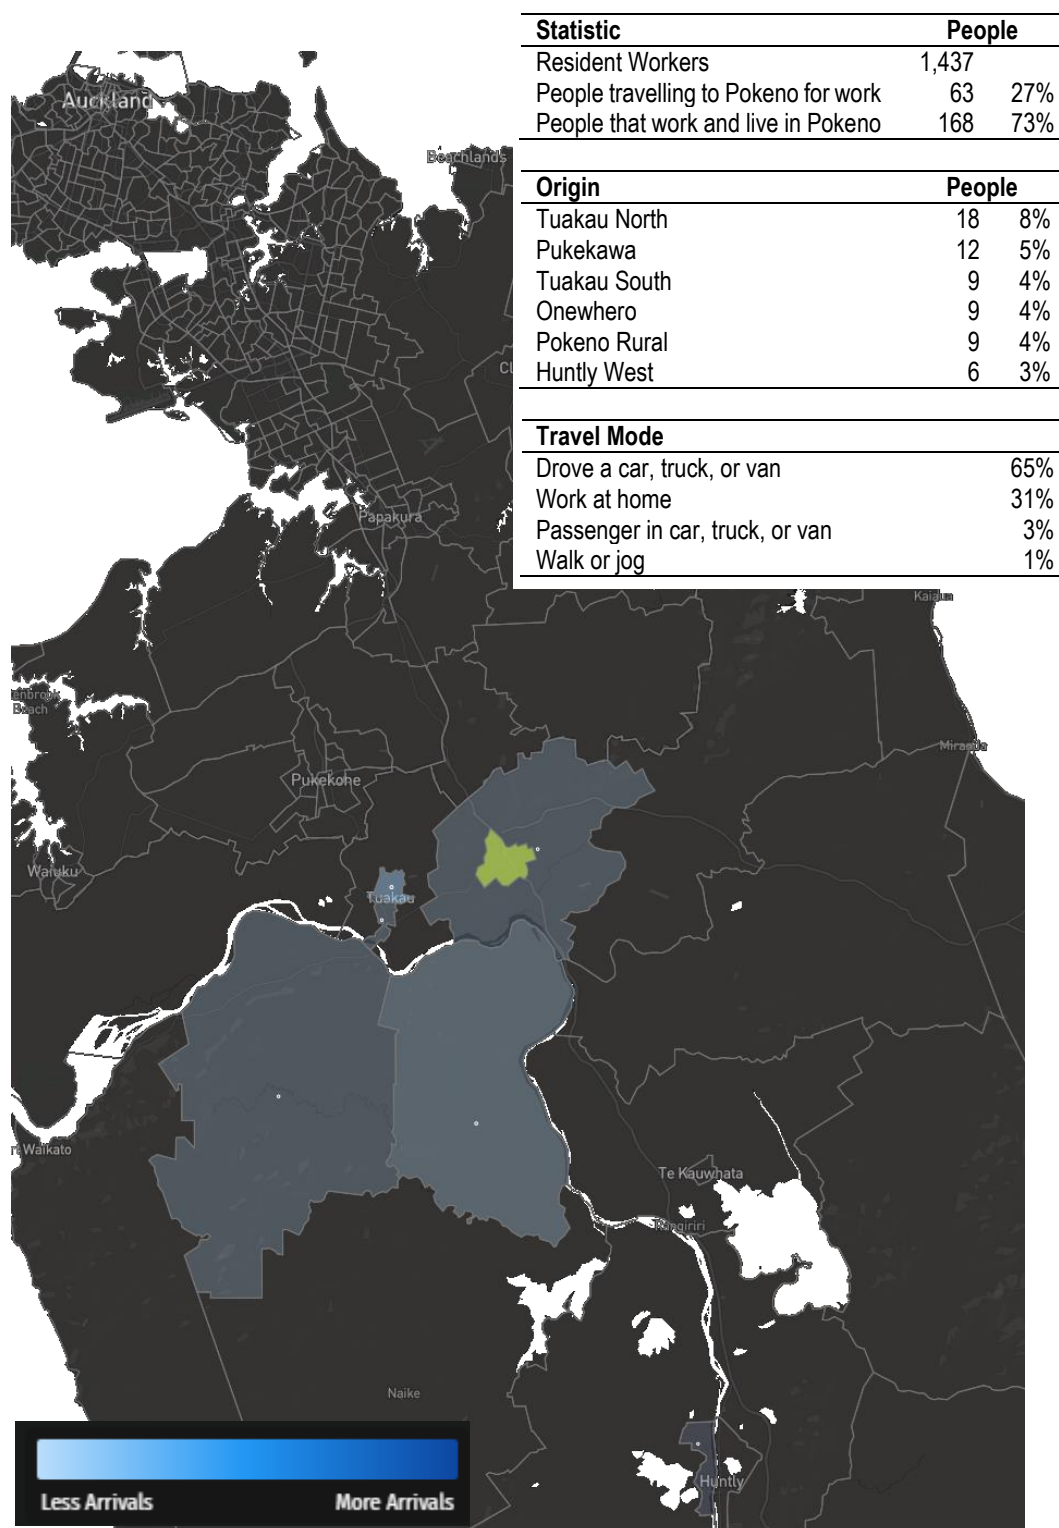 Statistic People
Resident Workers 1,437
People travelling to Pokeno for work 63 27%
People that work and live in Pokeno 168 73%
Origin People
Tuakau North 18 8%
Pukekawa 12 5%
Tuakau South 9 4%
Onewhero 9 4%
Pokeno Rural 9 4%
Huntly West 6 3%
Travel Mode
Drove a car, truck, or van 65%
Work at home 31%
Passenger in car, truck, or van 3%
Walk or jog 1%
Auckland
Beachlands
Papakura
Kaiaua
Beach
Miranda
Pukekohe
Waiuku
Tuakau
Waikato
Te Kauwhata
Rangiriri
Naike
Huntly
Less Arrivals More Arrivals